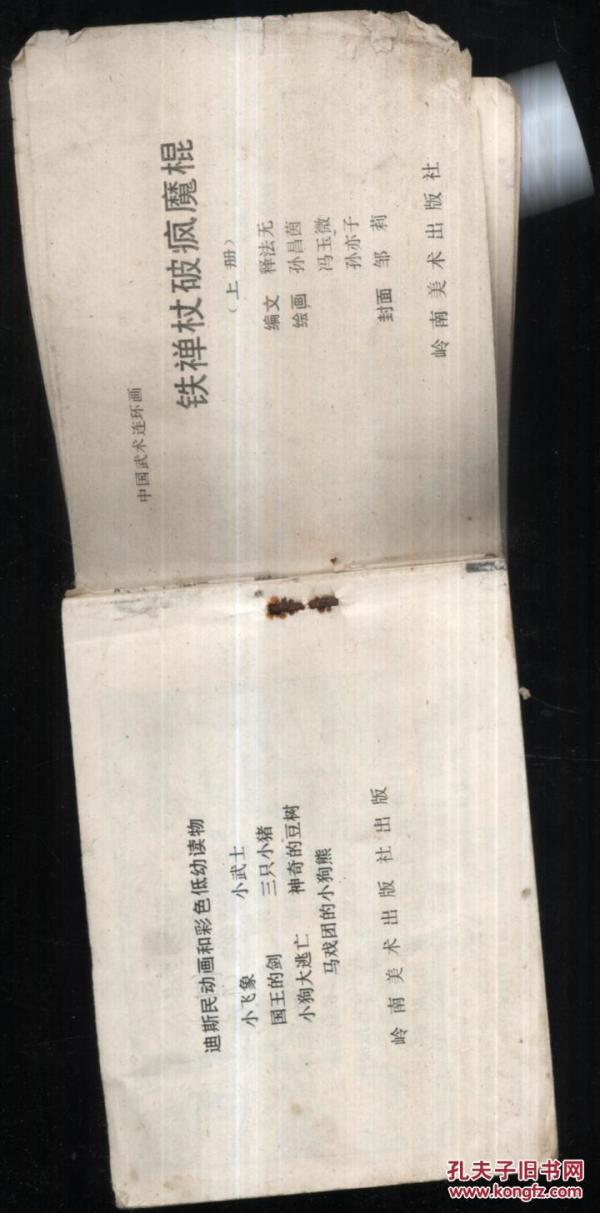 中国武术连环画
铁禅杖破疯魔棍
（上册）
编文 释法无
绘画 孙昌茵
冯玉微
孙亦子
封面 邹莉
岭南美术出版社
迪斯民动画和彩色低幼读物
小飞象 小武士
国王的剑 三只小猪
小狗大逃亡 神奇的豆树
马戏团的小狗熊
岭南美术出版社出版
孔夫子旧书网
www.kongfz.com